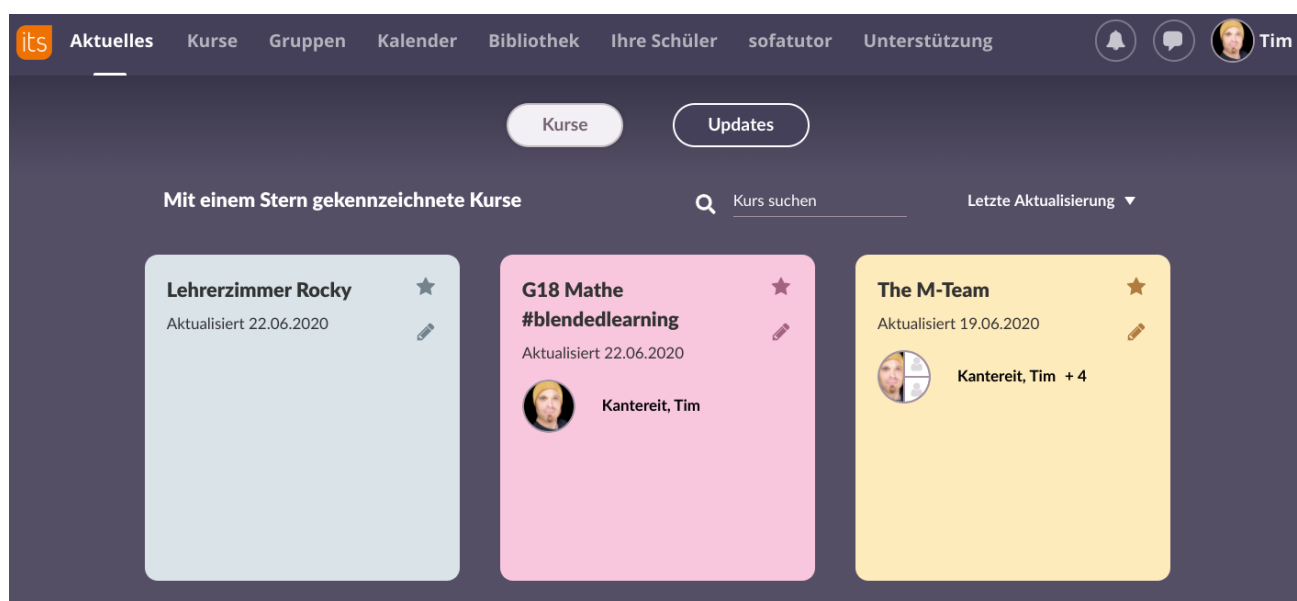 its Aktuelles Kurse Gruppen Kalender Bibliothek Ihre Schüler sofatutor Unterstützung Tim
Kurse Updates
Mit einem Stern gekennzeichnete Kurse Kurs suchen Letzte Aktualisierung
Lehrerzimmer Rocky
Aktualisiert 22.06.2020
G18 Mathe
#blendedlearning
Aktualisiert 22.06.2020
Kantereit, Tim
The M-Team
Aktualisiert 19.06.2020
Kantereit, Tim + 4